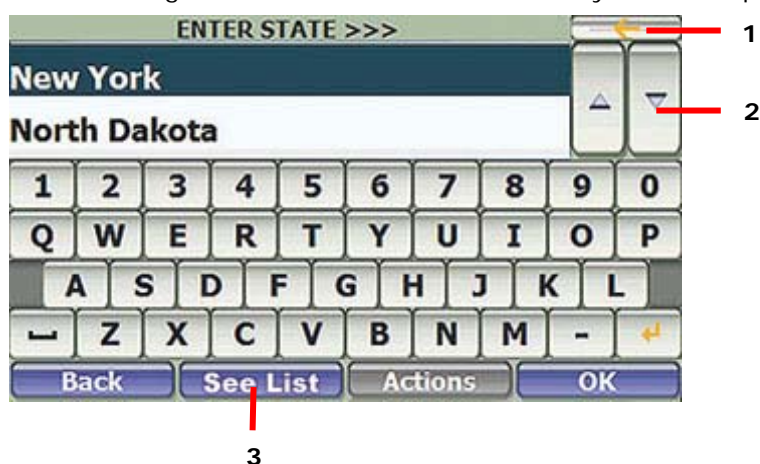 ENTER STATE >>>
1
New York
2
North Dakota
1 2 3 4 5 6 7 8 9 0
Q W E R T Y U I O P
A S D F G H J K L
Z X C V B N M -
Back See List Actions OK
3